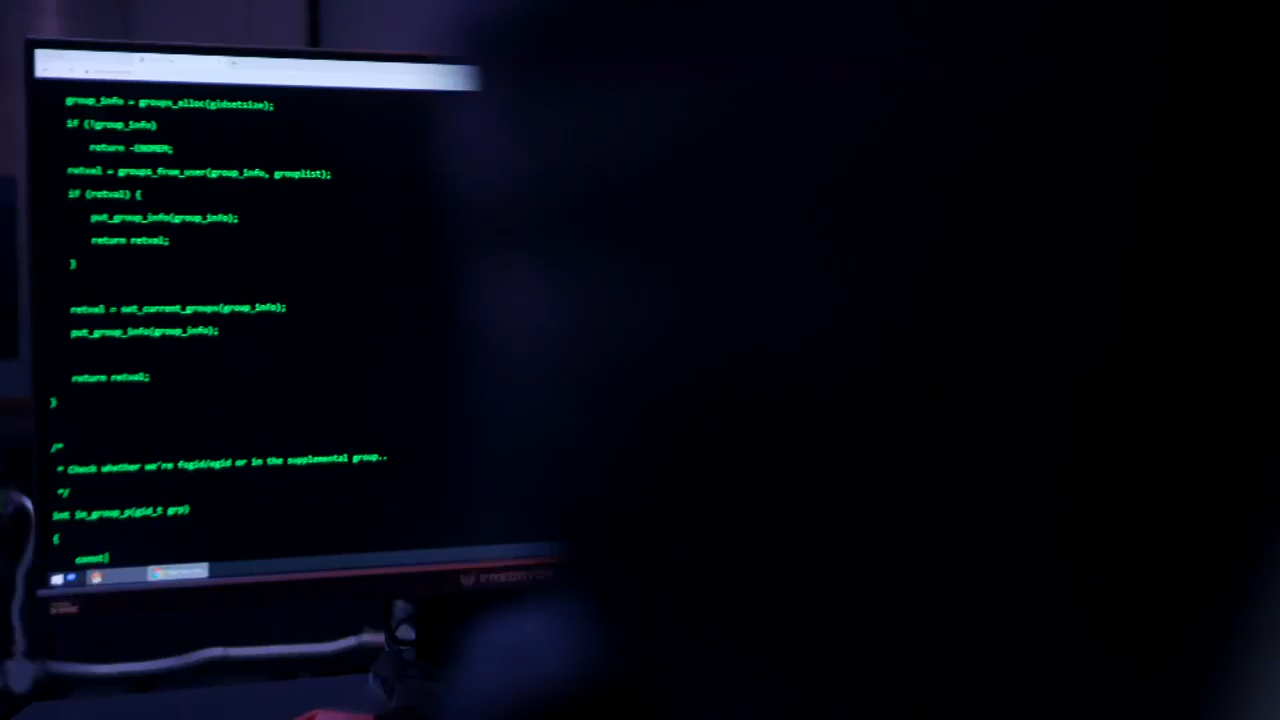 group_info = groups_alloc(gidsetsize);
if (!group_info)
return -ENOMEM;
retval = groups_from_user(group_info, grouplist);
if (retval) {
put_group_info(group_info);
return retval;
}
retval = set_current_groups(group_info);
put_group_info(group_info);
return retval;
}
/*
* Check whether we're fsgid/egid or in the supplemental group..
*/
int in_group_p(gid_t grp)
{
const
PREDATOR